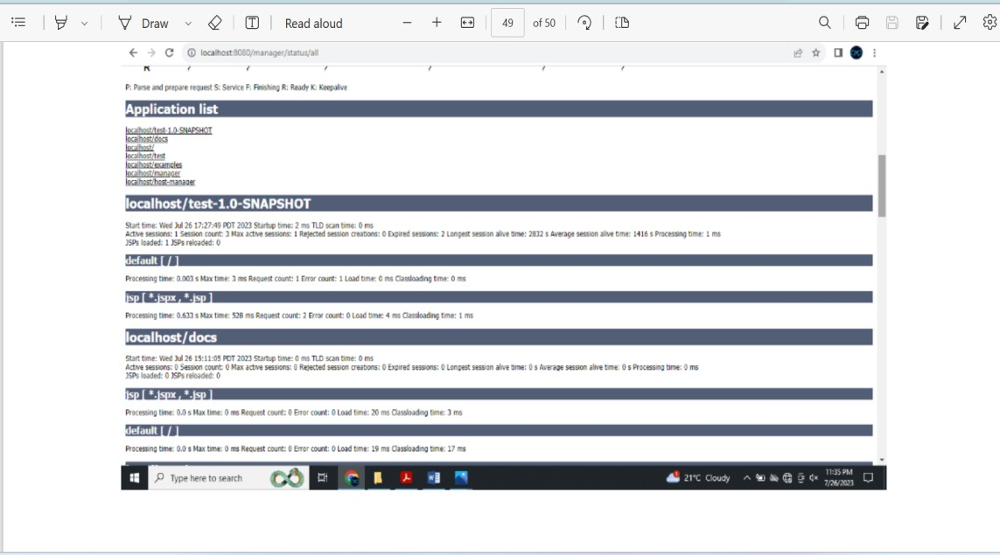 Draw
Read aloud
49 of 50
localhost:8080/manager/status/all
P: Parse and prepare request S: Service F: Finishing R: Ready K: Keepalive
Application list
localhost/test-1.0-SNAPSHOT
localhost/docs
localhost/
localhost/test
localhost/examples
localhost/manager
localhost/host-manager
localhost/test-1.0-SNAPSHOT
Start time: Wed Jul 26 17:27:49 PDT 2023 Startup time: 2 ms TLD scan time: 0 ms
Active sessions: 1 Session count: 3 Max active sessions: 1 Rejected session creations: 0 Expired sessions: 2 Longest session alive time: 2832 s Average session alive time: 1416 s Processing time: 1 ms
JSPs loaded: 1 JSPs reloaded: 0
default [ / ]
Processing time: 0.003 s Max time: 3 ms Request count: 1 Error count: 1 Load time: 0 ms Classloading time: 0 ms
jsp [ *.jspx , *.jsp ]
Processing time: 0.633 s Max time: 528 ms Request count: 2 Error count: 0 Load time: 4 ms Classloading time: 1 ms
localhost/docs
Start time: Wed Jul 26 15:11:05 PDT 2023 Startup time: 0 ms TLD scan time: 0 ms
Active sessions: 0 Session count: 0 Max active sessions: 0 Rejected session creations: 0 Expired sessions: 0 Longest session alive time: 0 s Average session alive time: 0 s Processing time: 0 ms
JSPs loaded: 0 JSPs reloaded: 0
jsp [ *.jspx , *.jsp ]
Processing time: 0.0 s Max time: 0 ms Request count: 0 Error count: 0 Load time: 20 ms Classloading time: 3 ms
default [ / ]
Processing time: 0.0 s Max time: 0 ms Request count: 0 Error count: 0 Load time: 19 ms Classloading time: 17 ms
Type here to search
21°C Cloudy
11:35 PM
7/26/2023